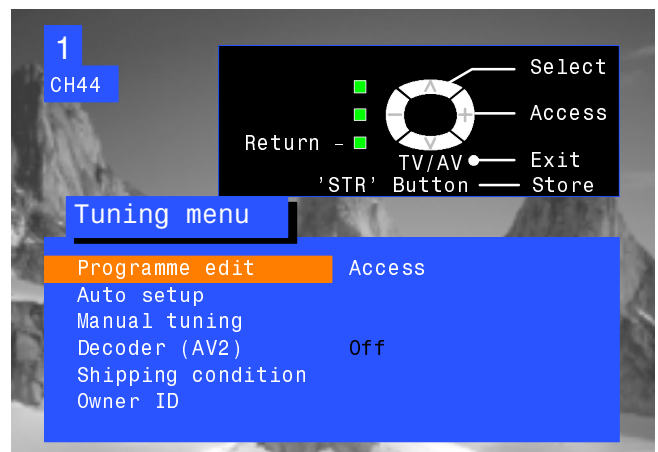 1
CH44
Select
Access
Return –
TV/AV Exit
'STR' Button Store
Tuning menu
Programme edit Access
Auto setup
Manual tuning
Decoder (AV2) Off
Shipping condition
Owner ID